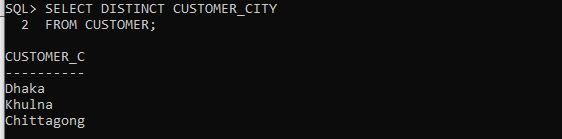 SQL> SELECT DISTINCT CUSTOMER_CITY
  2  FROM CUSTOMER;
CUSTOMER_C
----------
Dhaka
Khulna
Chittagong